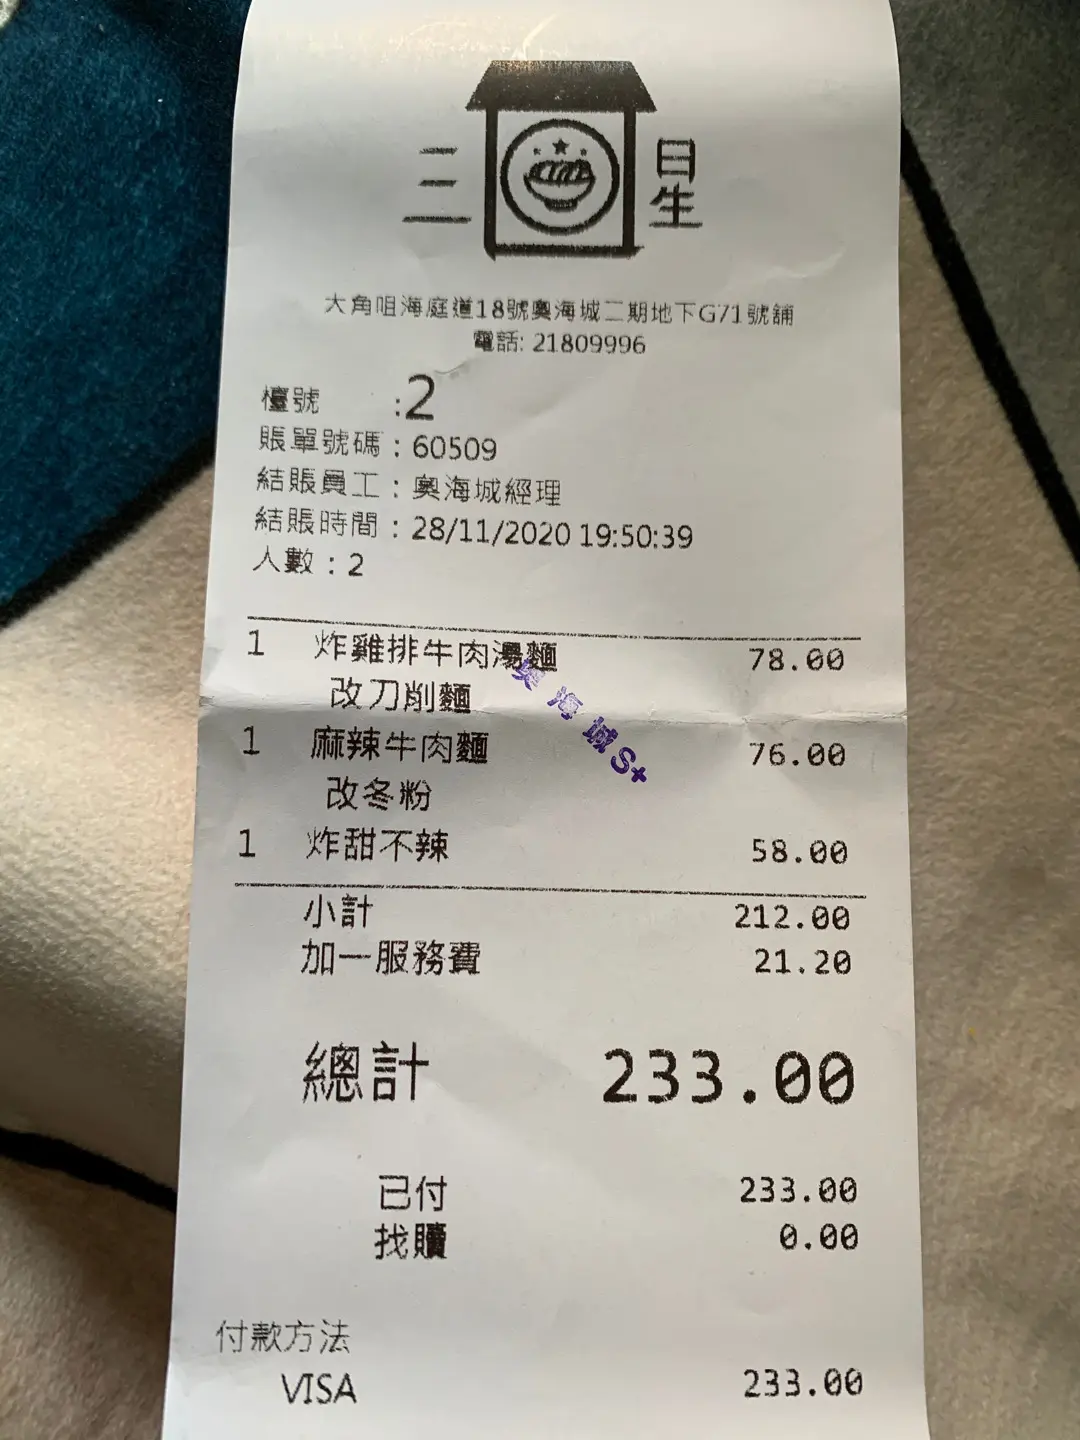 三 星
大角咀海庭道18號奧海城二期地下G71號舖
電話: 21809996
檯號 :2
賬單號碼 : 60509
結賬員工 : 奧海城經理
結賬時間 : 28/11/2020 19:50:39
人數 : 2
1 炸雞排牛肉湯麵 78.00
改刀削麵
奧海城S+
1 麻辣牛肉麵 76.00
改冬粉
1 炸甜不辣 58.00
小計 212.00
加一服務費 21.20
總計 233.00
已付 233.00
找贖 0.00
付款方法
VISA 233.00